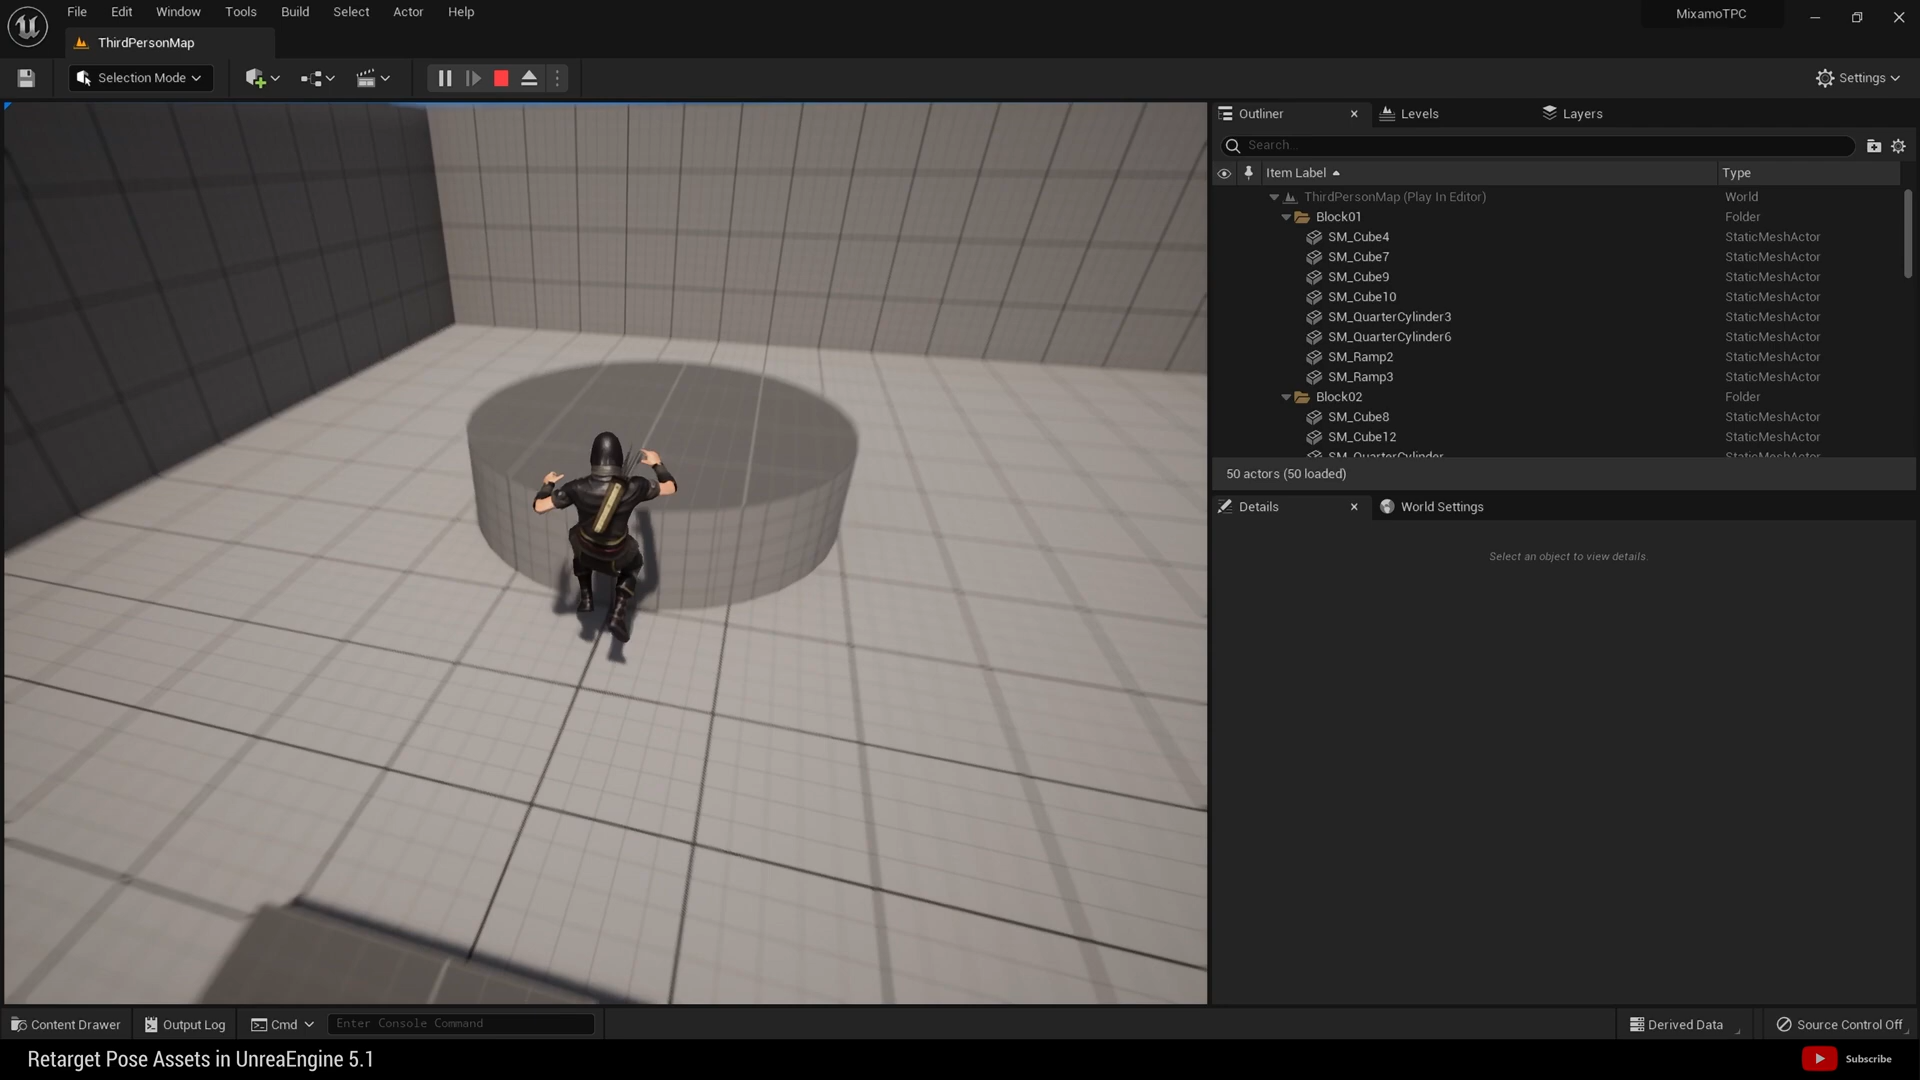 File Edit Window Tools Build Select Actor Help
MixamoTPC
ThirdPersonMap
Selection Mode
Settings
Outliner
Levels
Layers
Search...
Item Label
Type
ThirdPersonMap (Play In Editor) World
Block01 Folder
SM_Cube4 StaticMeshActor
SM_Cube7 StaticMeshActor
SM_Cube9 StaticMeshActor
SM_Cube10 StaticMeshActor
SM_QuarterCylinder3 StaticMeshActor
SM_QuarterCylinder6 StaticMeshActor
SM_Ramp2 StaticMeshActor
SM_Ramp3 StaticMeshActor
Block02 Folder
SM_Cube8 StaticMeshActor
SM_Cube12 StaticMeshActor
SM_QuarterCylinder StaticMeshActor
50 actors (50 loaded)
Details
World Settings
Select an object to view details.
Content Drawer
Output Log
Cmd
Enter Console Command
Derived Data
Source Control Off
Retarget Pose Assets in UnreaEngine 5.1
Subscribe